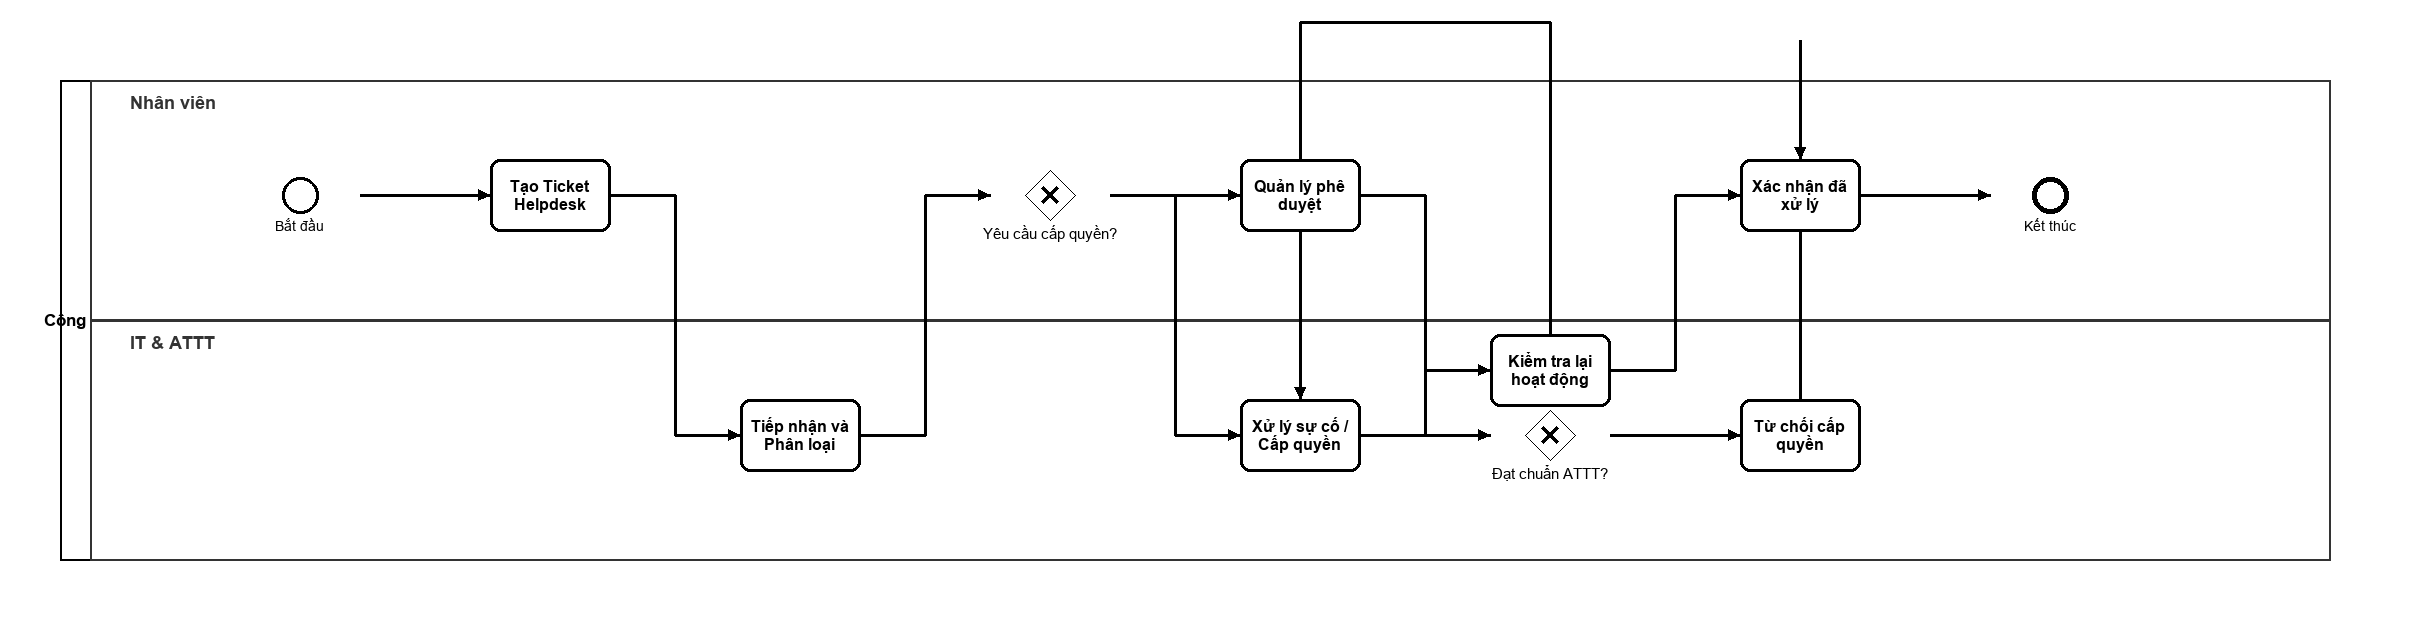 Nhân viên
Tạo Ticket
Helpdesk
Bắt đầu
Yêu cầu cấp quyền?
Quản lý phê
duyệt
Xác nhận đã
xử lý
Kết thúc
Cổng
IT & ATTT
Tiếp nhận và
Phân loại
Xử lý sự cố /
Cấp quyền
Kiểm tra lại
hoạt động
Đạt chuẩn ATTT?
Từ chối cấp
quyền